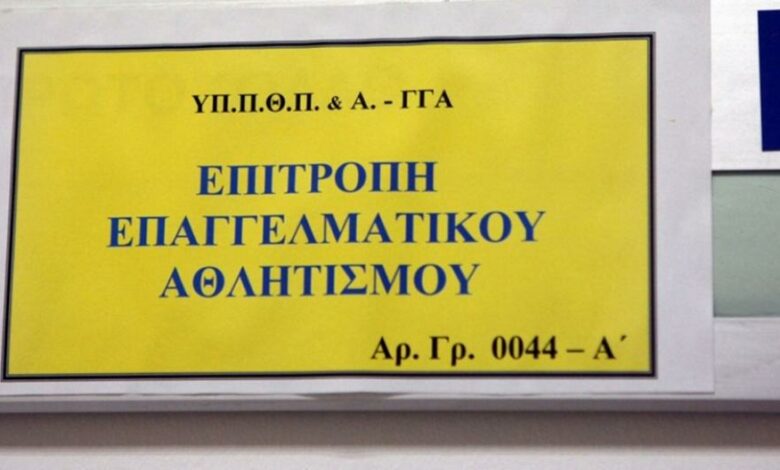 ΥΠ.Π.Θ.Π. & Α. - ΓΓΑ
ΕΠΙΤΡΟΠΗ
ΕΠΑΓΓΕΛΜΑΤΙΚΟΥ
ΑΘΛΗΤΙΣΜΟΥ
Αρ. Γρ. 0044 – Α΄